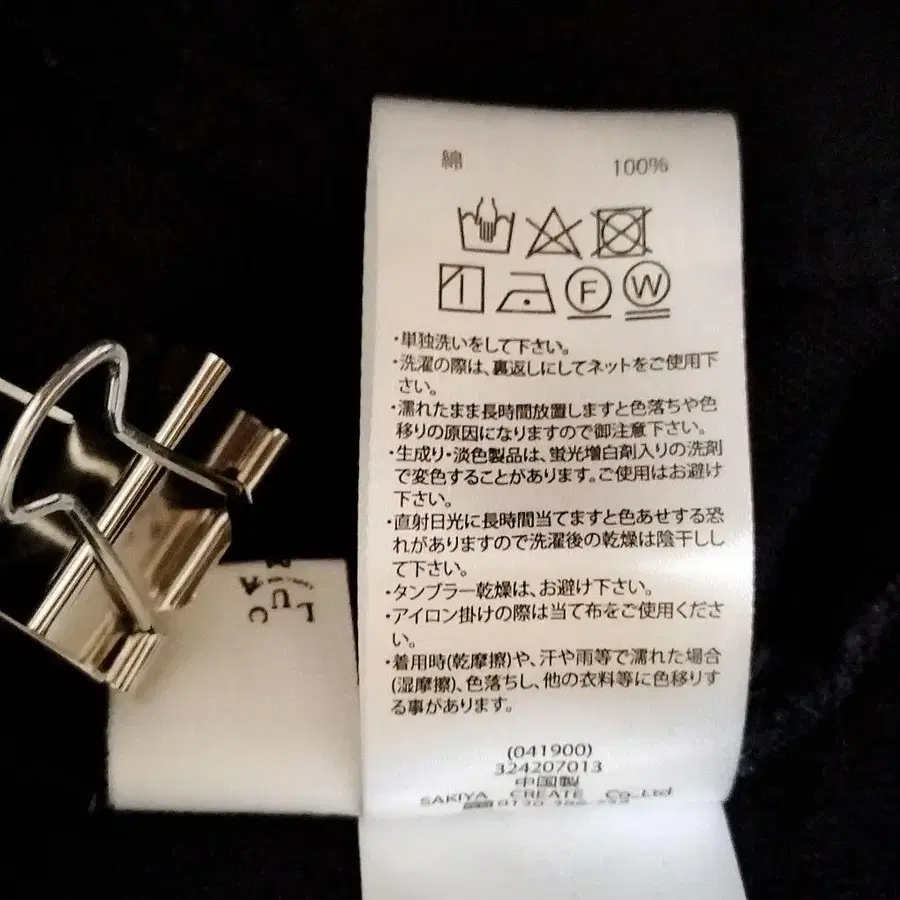 綿 100%
F W
・単独洗いをして下さい。
・洗濯の際は、裏返しにしてネットをご使用下
さい。
・濡れたまま長時間放置しますと色落ちや色
移りの原因になりますので御注意下さい。
・生成り・淡色製品は、蛍光増白剤入りの洗剤
で変色することがあります。ご使用はお避け
下さい。
・直射日光に長時間当てますと色あせする恐
れがありますので洗濯後の乾燥は陰干しし
て下さい。
・タンブラー乾燥は、お避け下さい。
・アイロン掛けの際は当て布をご使用くださ
い。
・着用時(乾摩擦)や、汗や雨等で濡れた場合
(湿摩擦)、色落ちし、他の衣料等に色移りす
る事があります。
(041900)
324207013
中国製
SAKIYA CREATE Co.,Ltd